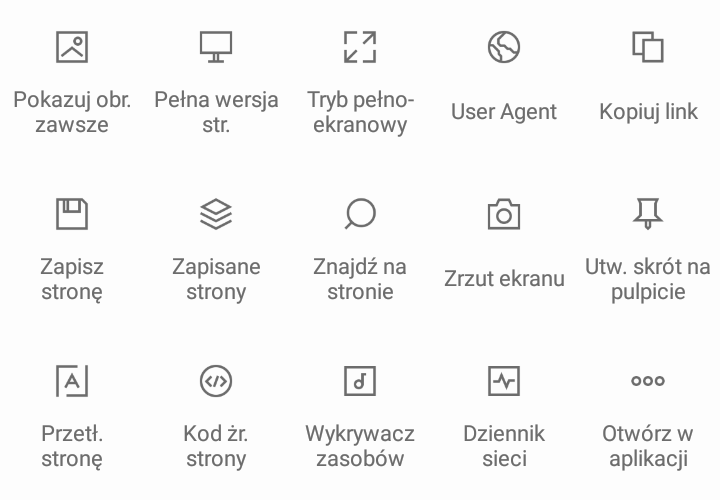 Pokazuj obr.
zawsze
Pełna wersja
str.
Tryb pełno-
ekranowy
User Agent
Kopiuj link
Zapisz
stronę
Zapisane
strony
Znajdź na
stronie
Zrzut ekranu
Utw. skrót na
pulpicie
Przetł.
stronę
Kod źr.
strony
Wykrywacz
zasobów
Dziennik
sieci
Otwórz w
aplikacji